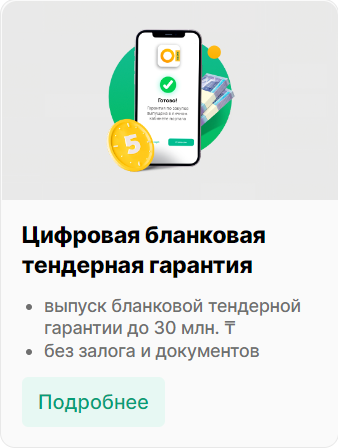 Готово!
5
Цифровая бланковая
тендерная гарантия
• выпуск бланковой тендерной
гарантии до 30 млн. ₸
• без залога и документов
Подробнее